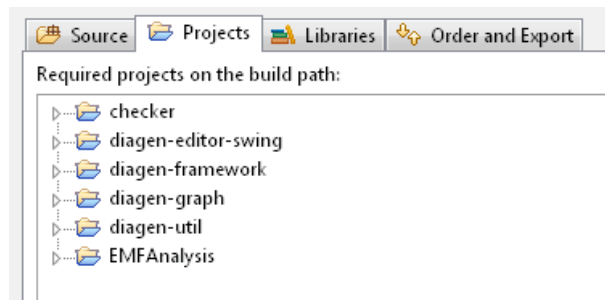 Source Projects Libraries Order and Export
Required projects on the build path:
checker
diagen-editor-swing
diagen-framework
diagen-graph
diagen-util
EMFAnalysis